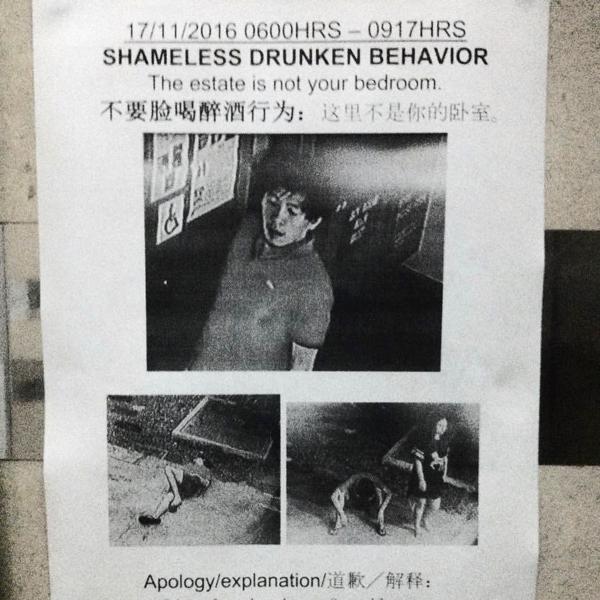 17/11/2016 0600HRS – 0917HRS
SHAMELESS DRUNKEN BEHAVIOR
The estate is not your bedroom.
不要脸喝醉酒行为：这里不是你的卧室。
Apology/explanation/道歉／解释：